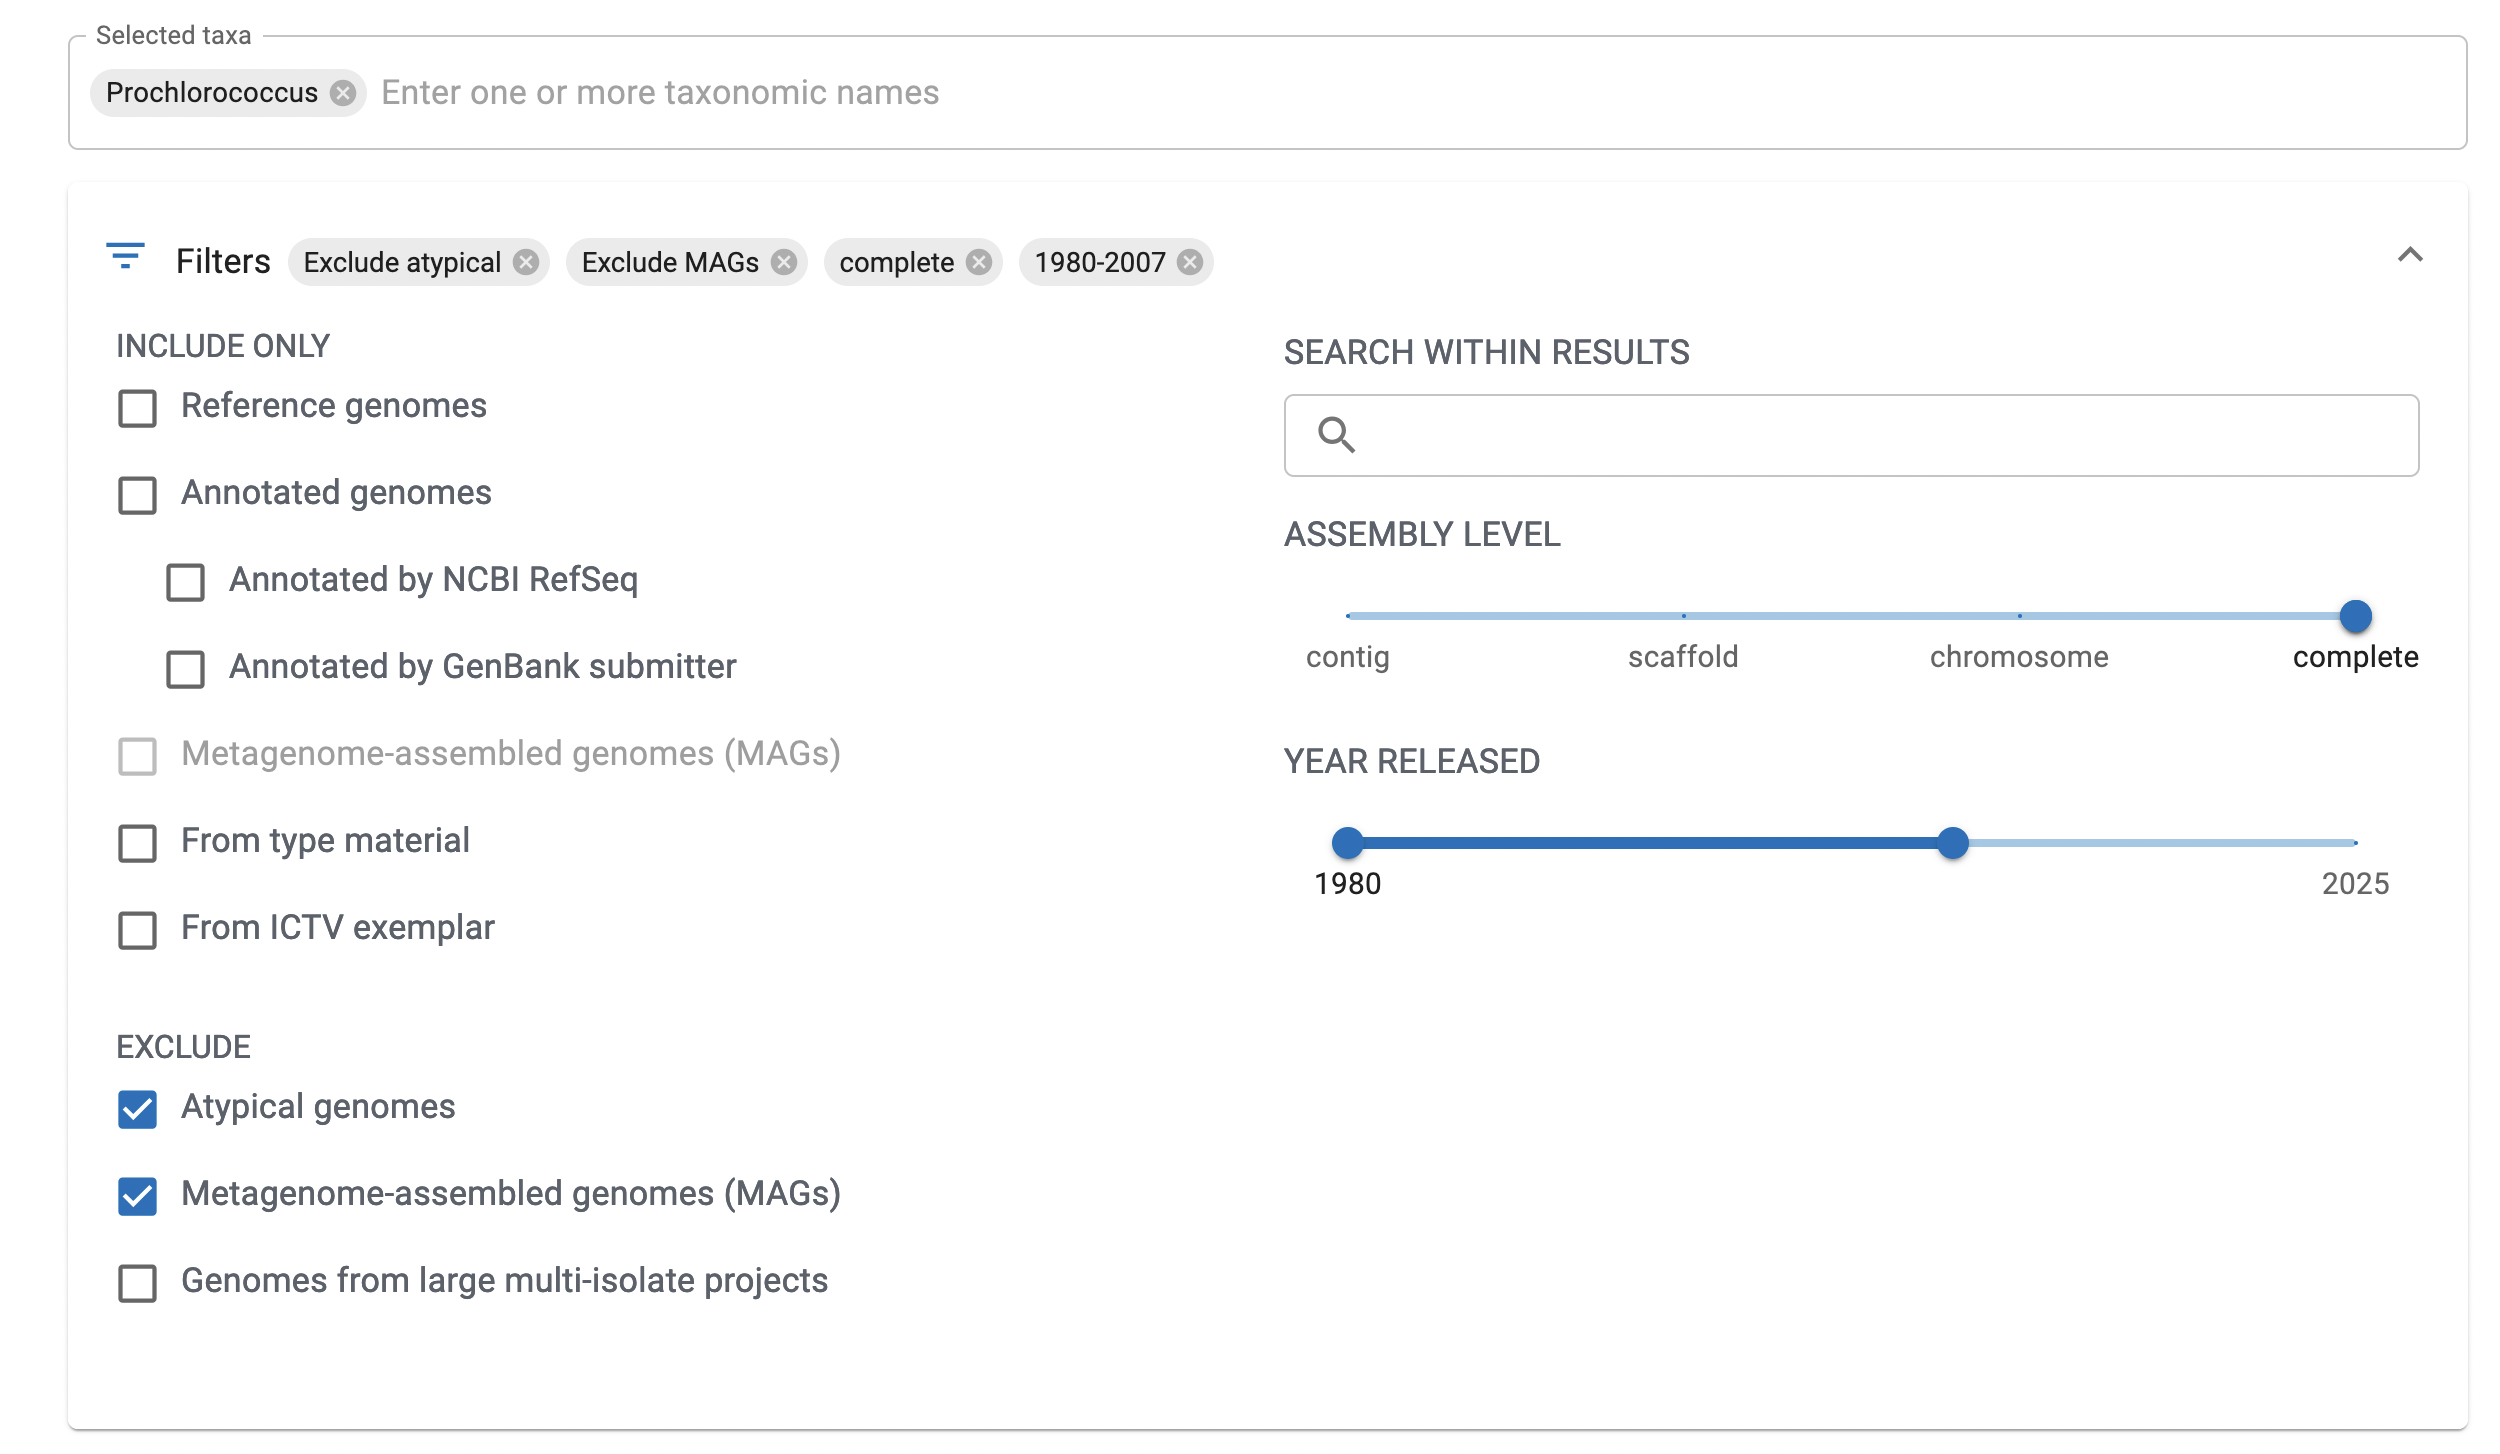 Selected taxa
Prochlorococcus Enter one or more taxonomic names
Filters Exclude atypical Exclude MAGs complete 1980-2007
INCLUDE ONLY
Reference genomes
Annotated genomes
Annotated by NCBI RefSeq
Annotated by GenBank submitter
Metagenome-assembled genomes (MAGs)
From type material
From ICTV exemplar
EXCLUDE
Atypical genomes
Metagenome-assembled genomes (MAGs)
Genomes from large multi-isolate projects
SEARCH WITHIN RESULTS
ASSEMBLY LEVEL
contig scaffold chromosome complete
YEAR RELEASED
1980 2025